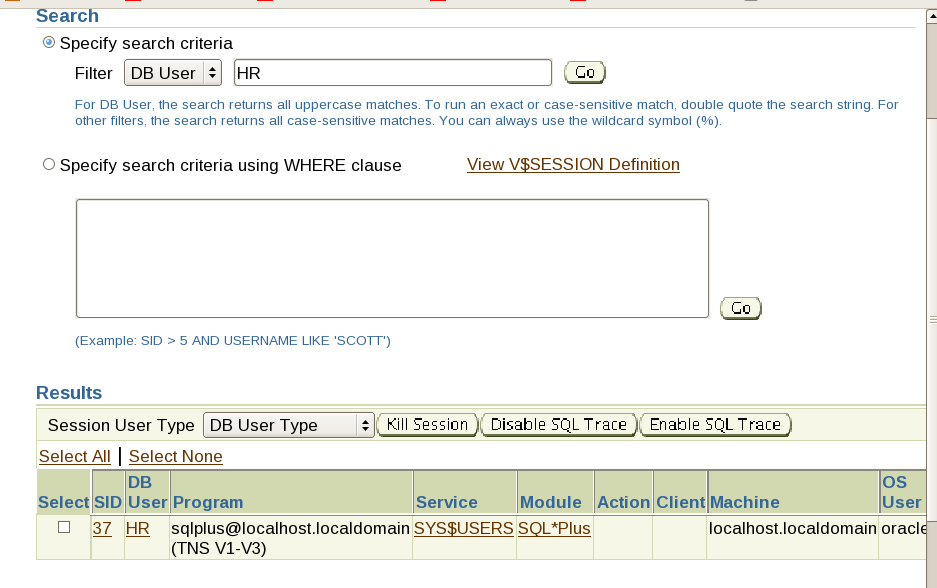 Search
Specify search criteria
Filter DB User HR Go
For DB User, the search returns all uppercase matches. To run an exact or case-sensitive match, double quote the search string. For
other filters, the search returns all case-sensitive matches. You can always use the wildcard symbol (%).
Specify search criteria using WHERE clause View V$SESSION Definition
Go
(Example: SID > 5 AND USERNAME LIKE 'SCOTT')
Results
Session User Type DB User Type Kill Session Disable SQL Trace Enable SQL Trace
Select All | Select None
DB OS
Select SID User Program Service Module Action Client Machine User
37 HR sqlplus@localhost.localdomain SYS$USERS SQL*Plus localhost.localdomain oracle
(TNS V1-V3)